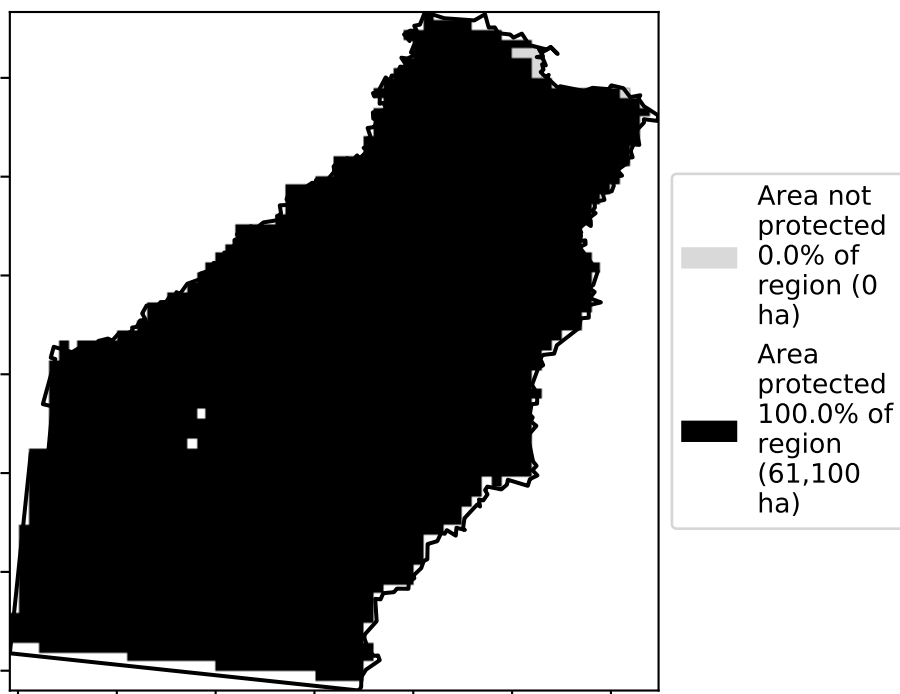 Area not
protected
0.0% of
region (0
ha)
Area
protected
100.0% of
region
(61,100
ha)